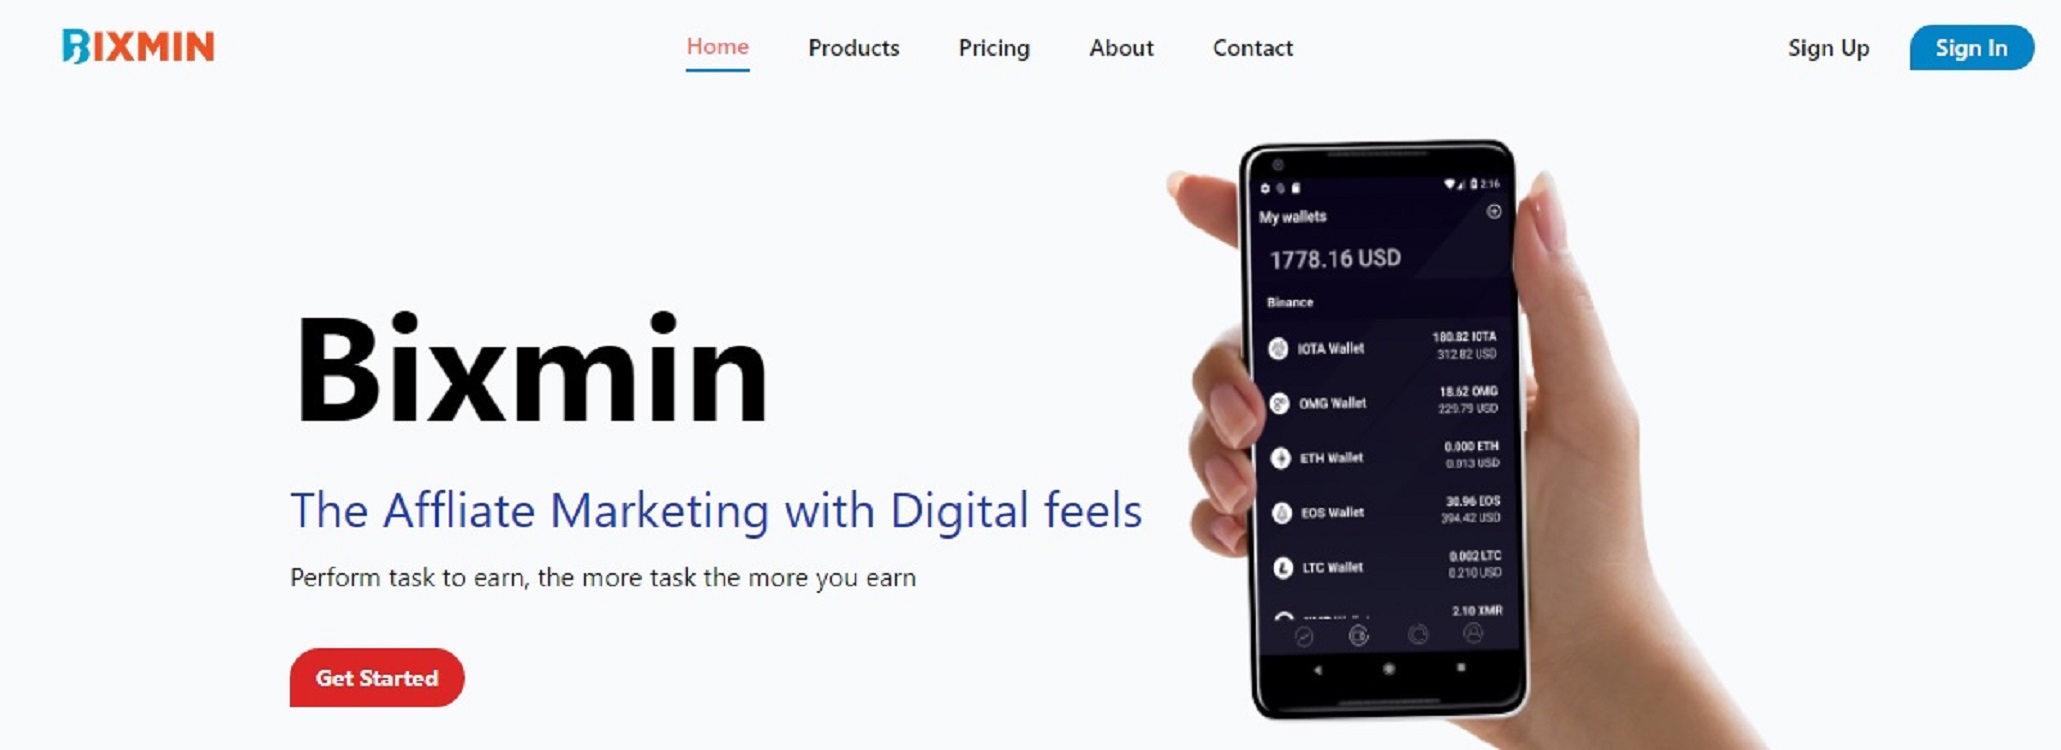 BIXMIN
Home
Products
Pricing
About
Contact
Sign Up
Sign In
2:16
My wallets
1778.16 USD
Binance
IOTA Wallet
180.82 IOTA
312.82 USD
OMG Wallet
18.62 OMG
229.79 USD
ETH Wallet
0.000 ETH
0.013 USD
EOS Wallet
30.96 EOS
394.42 USD
LTC Wallet
0.002 LTC
0.210 USD
2.10 XMR
Bixmin
The Affliate Marketing with Digital feels
Perform task to earn, the more task the more you earn
Get Started